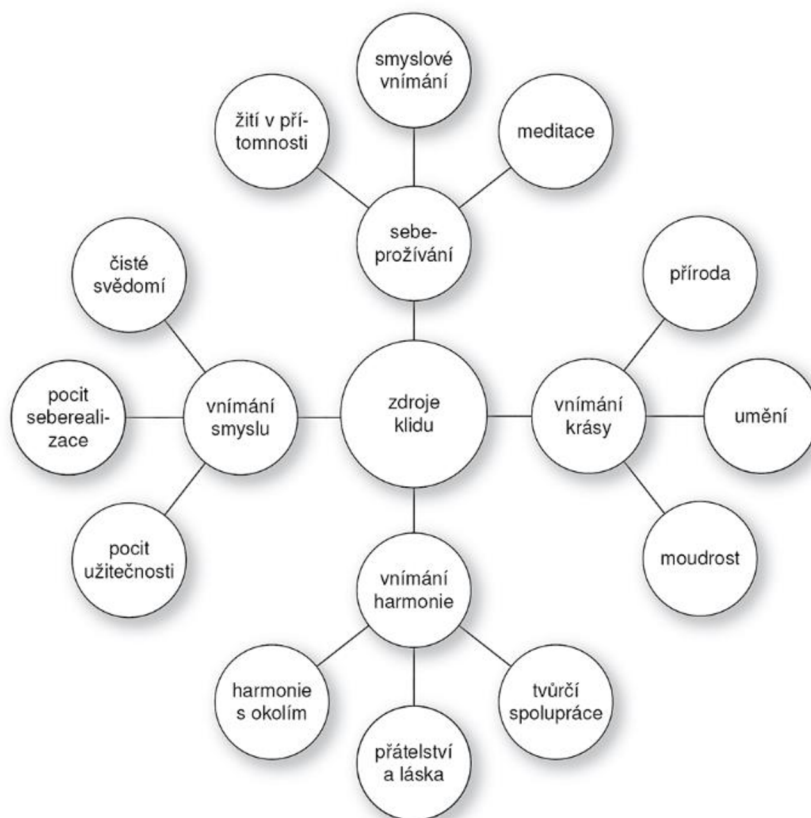 smyslové
vnímání
žití v pří-
tomnosti
meditace
sebe-
prožívání
čisté
svědomí
příroda
pocit
seberealí-
zace
vnímání
smyslu
zdroje
klidu
vnímání
krásy
umění
pocit
užitečnosti
moudrost
vnímání
harmonie
harmonie
s okolím
tvůrčí
spolupráce
přátelství
a láska